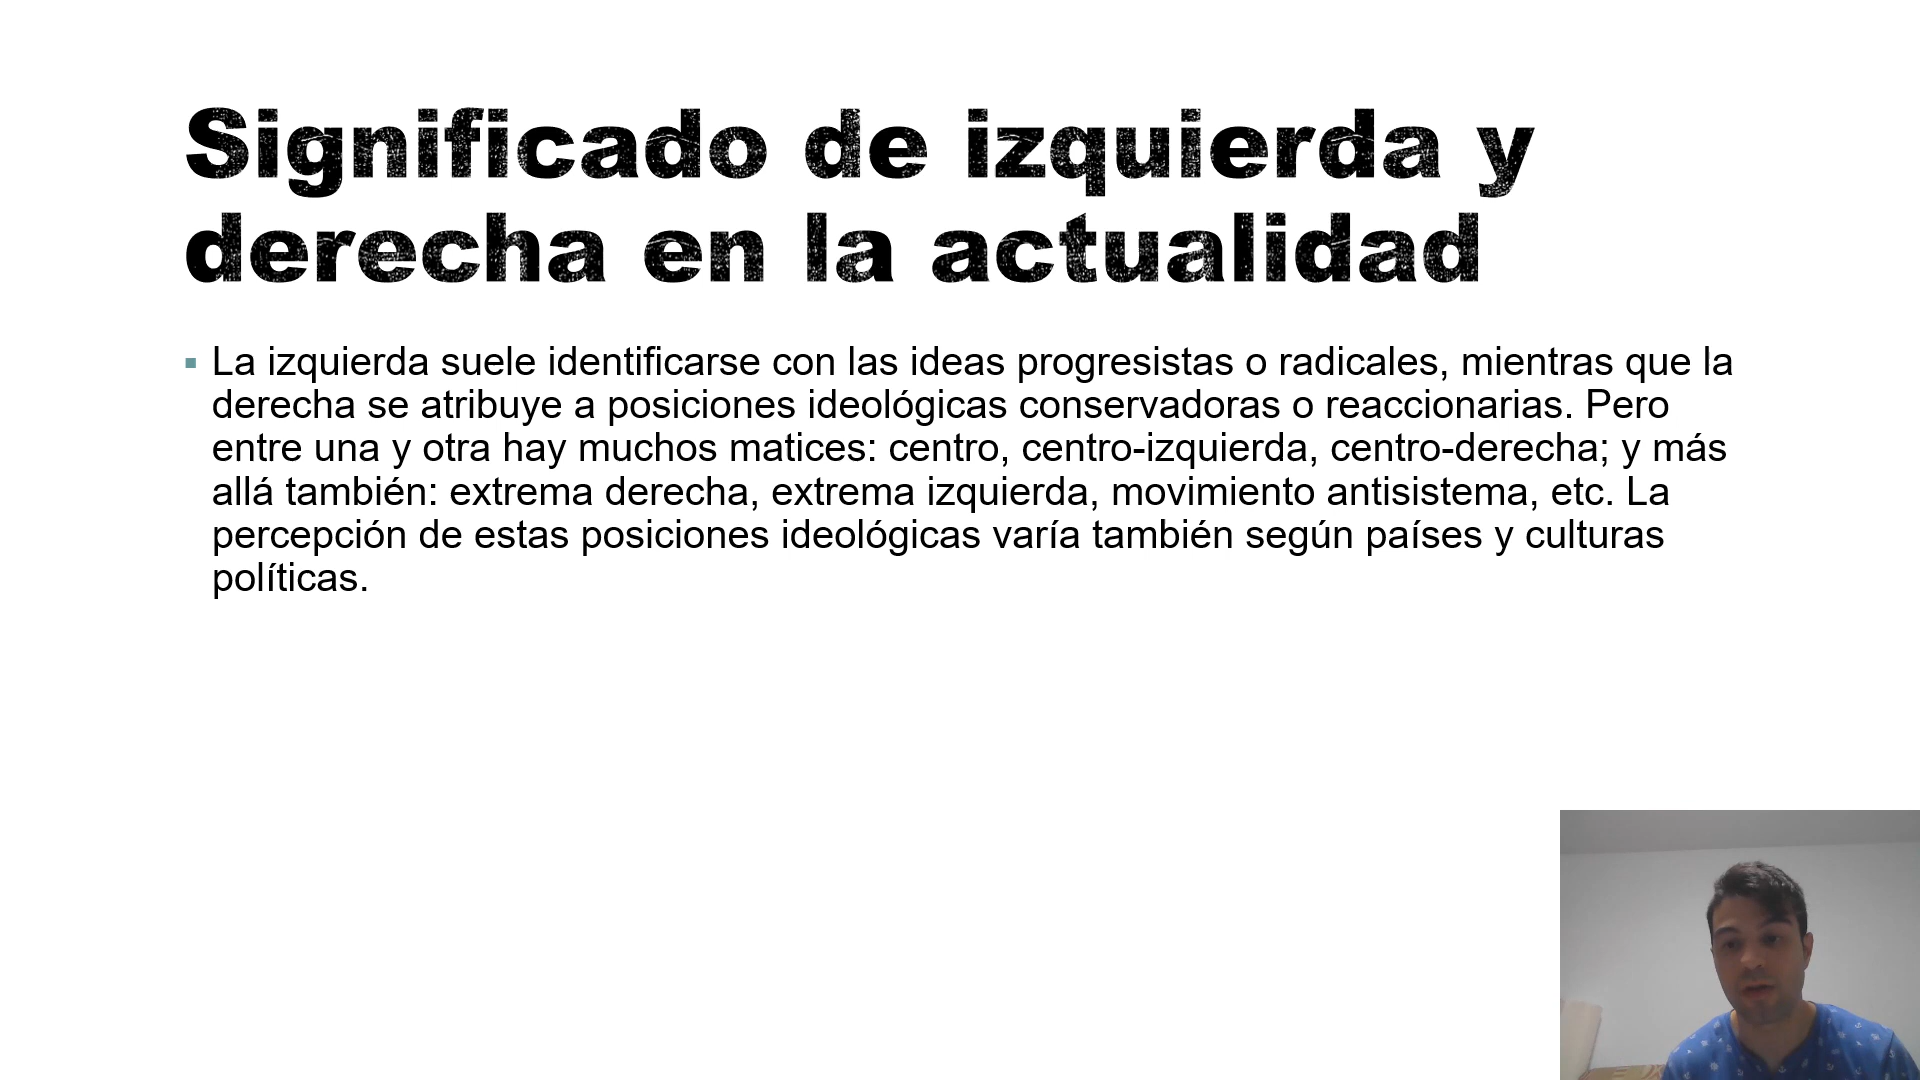 Significado de izquierda y
derecha en la actualidad
La izquierda suele identificarse con las ideas progresistas o radicales, mientras que la
derecha se atribuye a posiciones ideológicas conservadoras o reaccionarias. Pero
entre una y otra hay muchos matices: centro, centro-izquierda, centro-derecha; y más
allá también: extrema derecha, extrema izquierda, movimiento antisistema, etc. La
percepción de estas posiciones ideológicas varía también según países y culturas
políticas.